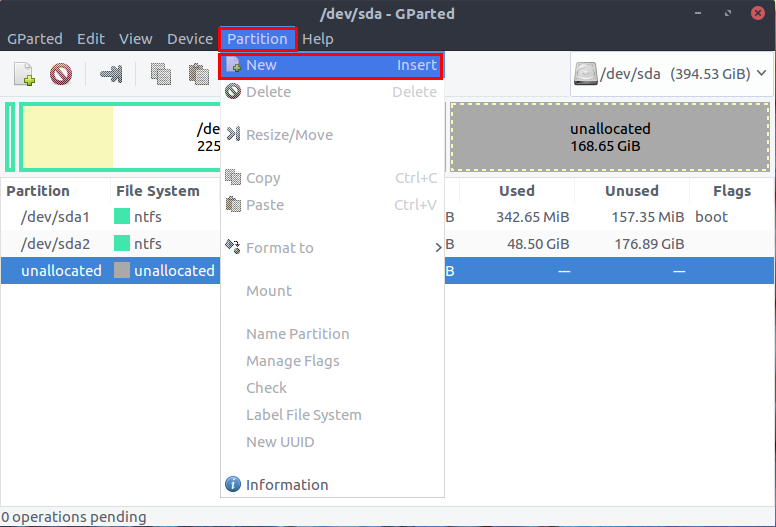 /dev/sda - GParted
GParted Edit View Device Partition Help
New Insert
/dev/sda (394.53 GiB)
Delete Delete
/de
225
unallocated
168.65 GiB
Resize/Move
Copy Ctrl+C
Paste Ctrl+V
Format to
Mount
Name Partition
Manage Flags
Check
Label File System
New UUID
Information
Partition File System Used Unused Flags
/dev/sda1 ntfs B 342.65 MiB 157.35 MiB boot
/dev/sda2 ntfs B 48.50 GiB 176.89 GiB
unallocated unallocated B — —
0 operations pending